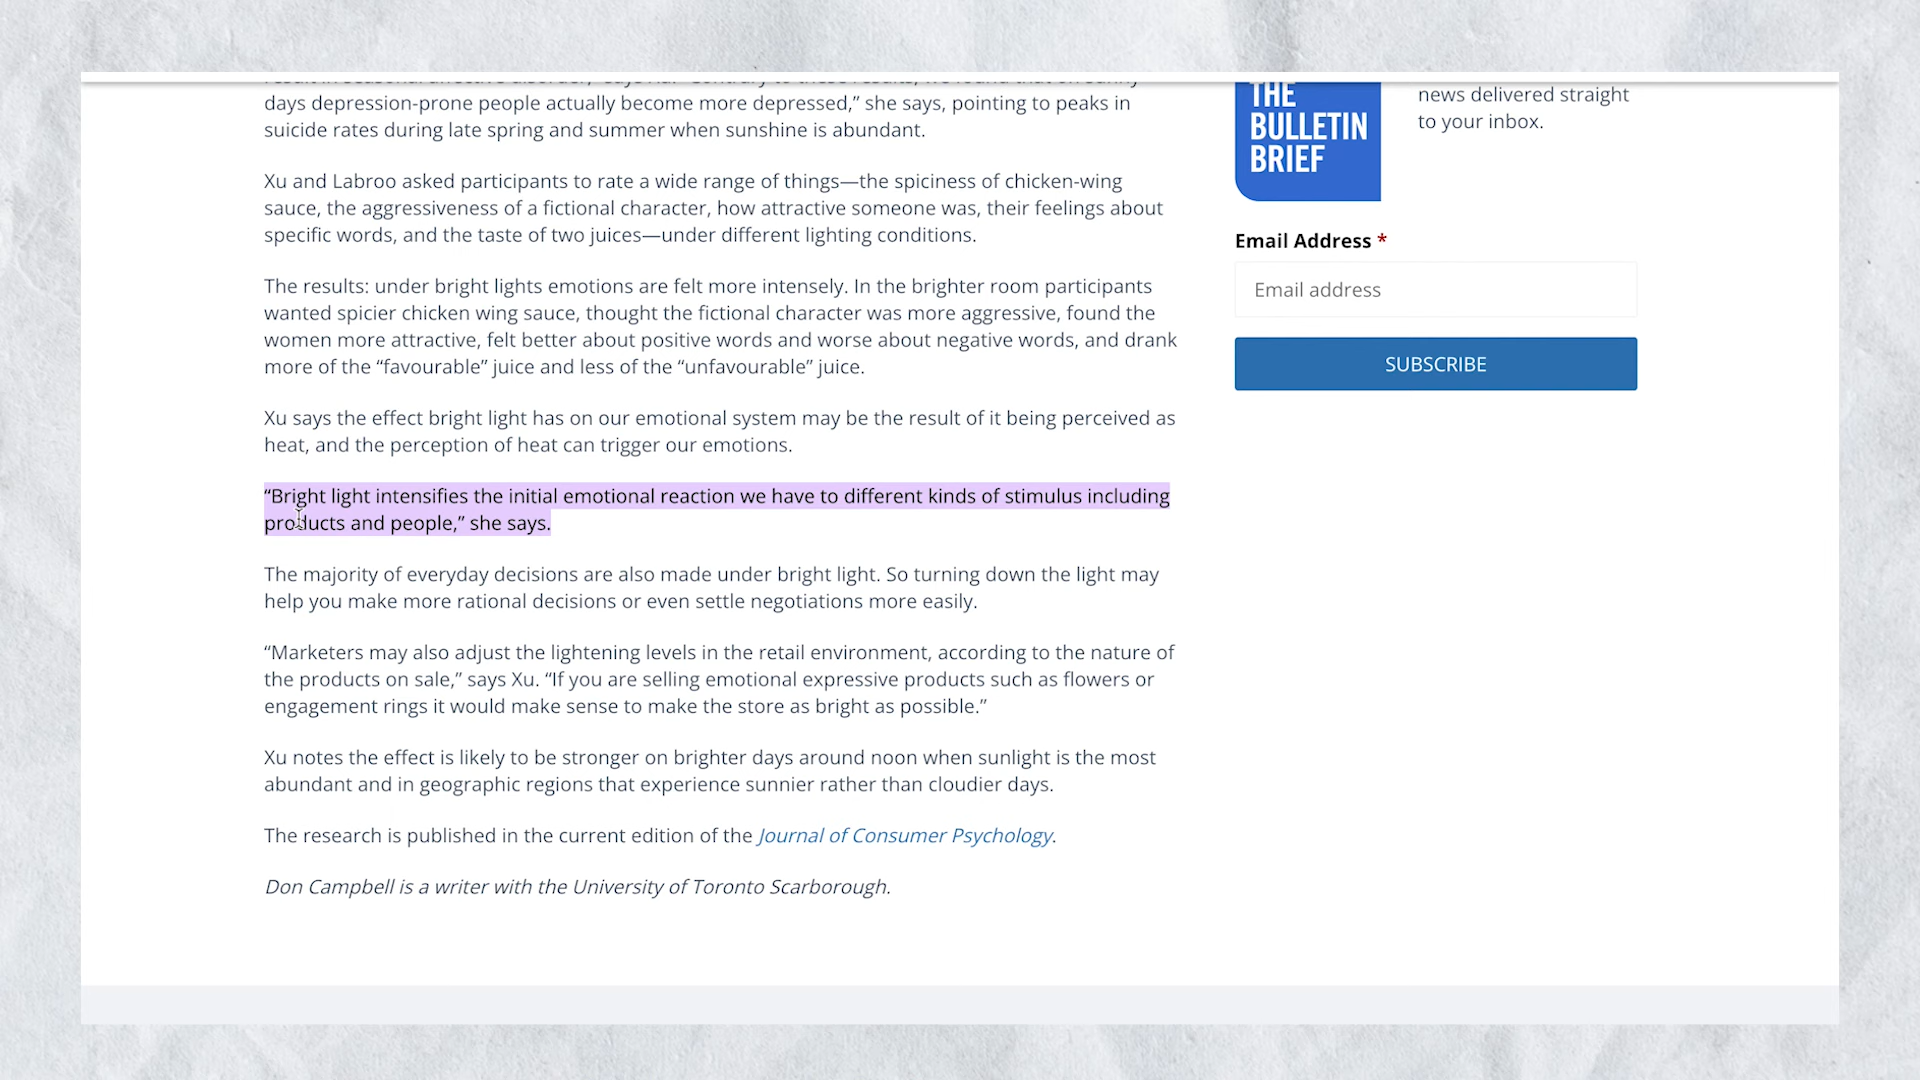 days depression-prone people actually become more depressed,” she says, pointing to peaks in
suicide rates during late spring and summer when sunshine is abundant.
Xu and Labroo asked participants to rate a wide range of things—the spiciness of chicken-wing
sauce, the aggressiveness of a fictional character, how attractive someone was, their feelings about
specific words, and the taste of two juices—under different lighting conditions.
The results: under bright lights emotions are felt more intensely. In the brighter room participants
wanted spicier chicken wing sauce, thought the fictional character was more aggressive, found the
women more attractive, felt better about positive words and worse about negative words, and drank
more of the “favourable” juice and less of the “unfavourable” juice.
Xu says the effect bright light has on our emotional system may be the result of it being perceived as
heat, and the perception of heat can trigger our emotions.
“Bright light intensifies the initial emotional reaction we have to different kinds of stimulus including
products and people,” she says.
The majority of everyday decisions are also made under bright light. So turning down the light may
help you make more rational decisions or even settle negotiations more easily.
“Marketers may also adjust the lightening levels in the retail environment, according to the nature of
the products on sale,” says Xu. “If you are selling emotional expressive products such as flowers or
engagement rings it would make sense to make the store as bright as possible.”
Xu notes the effect is likely to be stronger on brighter days around noon when sunlight is the most
abundant and in geographic regions that experience sunnier rather than cloudier days.
The research is published in the current edition of the Journal of Consumer Psychology.
Don Campbell is a writer with the University of Toronto Scarborough.
THE
BULLETIN
BRIEF
news delivered straight
to your inbox.
Email Address *
Email address
SUBSCRIBE